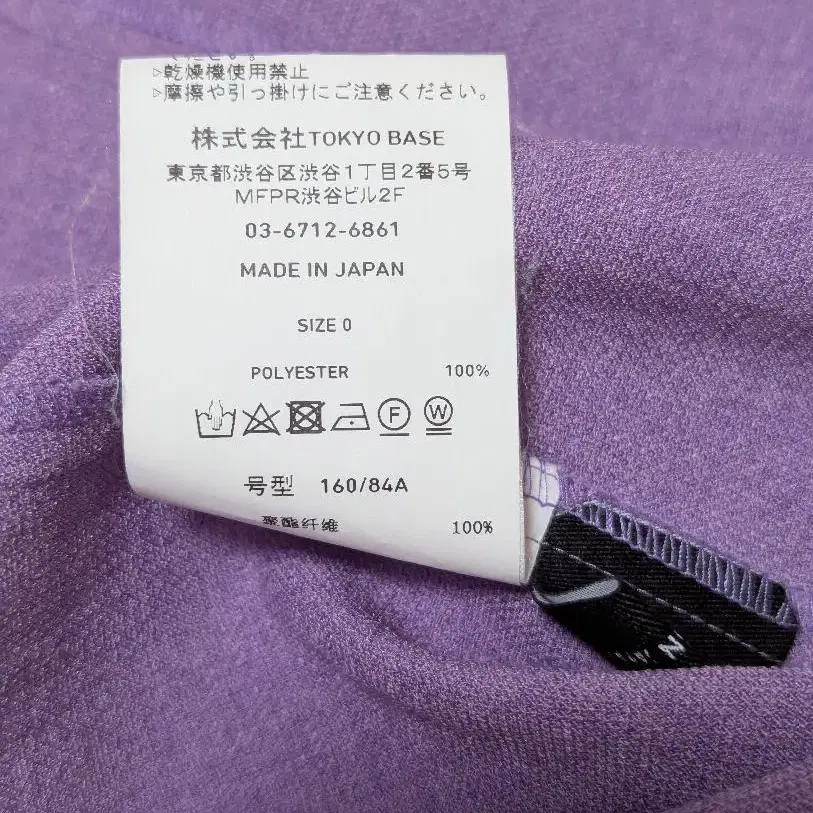 ▷乾燥機使用禁止
▷摩擦や引っ掛けにご注意ください。
株式会社TOKYO BASE
東京都渋谷区渋谷1丁目2番5号
MFPR渋谷ビル2F
03-6712-6861
MADE IN JAPAN
SIZE 0
POLYESTER 100%
F W
号型 160/84A
聚酯纤维 100%
N